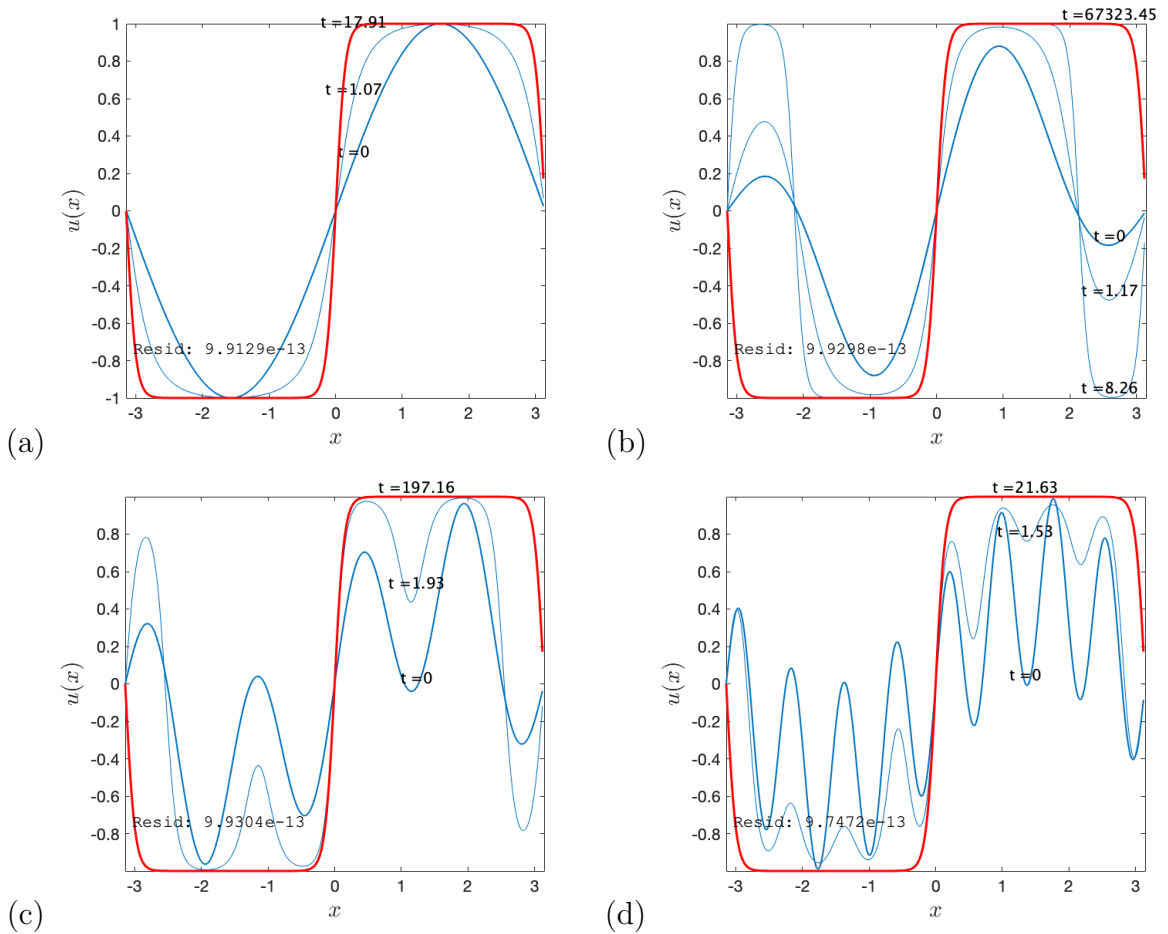 t =17.91
t =1.07
t =0
Resid: 9.9129e-13
1
0.8
0.6
0.4
0.2
0
-0.2
-0.4
-0.6
-0.8
-1
u(x)
-3 -2 -1 0 1 2 3
x
(a)
t =67323.45
t =0
t =1.17
Resid: 9.9298e-13
t =8.26
0.8
0.6
0.4
0.2
0
-0.2
-0.4
-0.6
-0.8
u(x)
-3 -2 -1 0 1 2 3
x
(b)
t =197.16
t =1.93
t =0
Resid: 9.9304e-13
0.8
0.6
0.4
0.2
0
-0.2
-0.4
-0.6
-0.8
u(x)
-3 -2 -1 0 1 2 3
x
(c)
t =21.63
t =1.53
t =0
Resid: 9.7472e-13
0.8
0.6
0.4
0.2
0
-0.2
-0.4
-0.6
-0.8
u(x)
-3 -2 -1 0 1 2 3
x
(d)